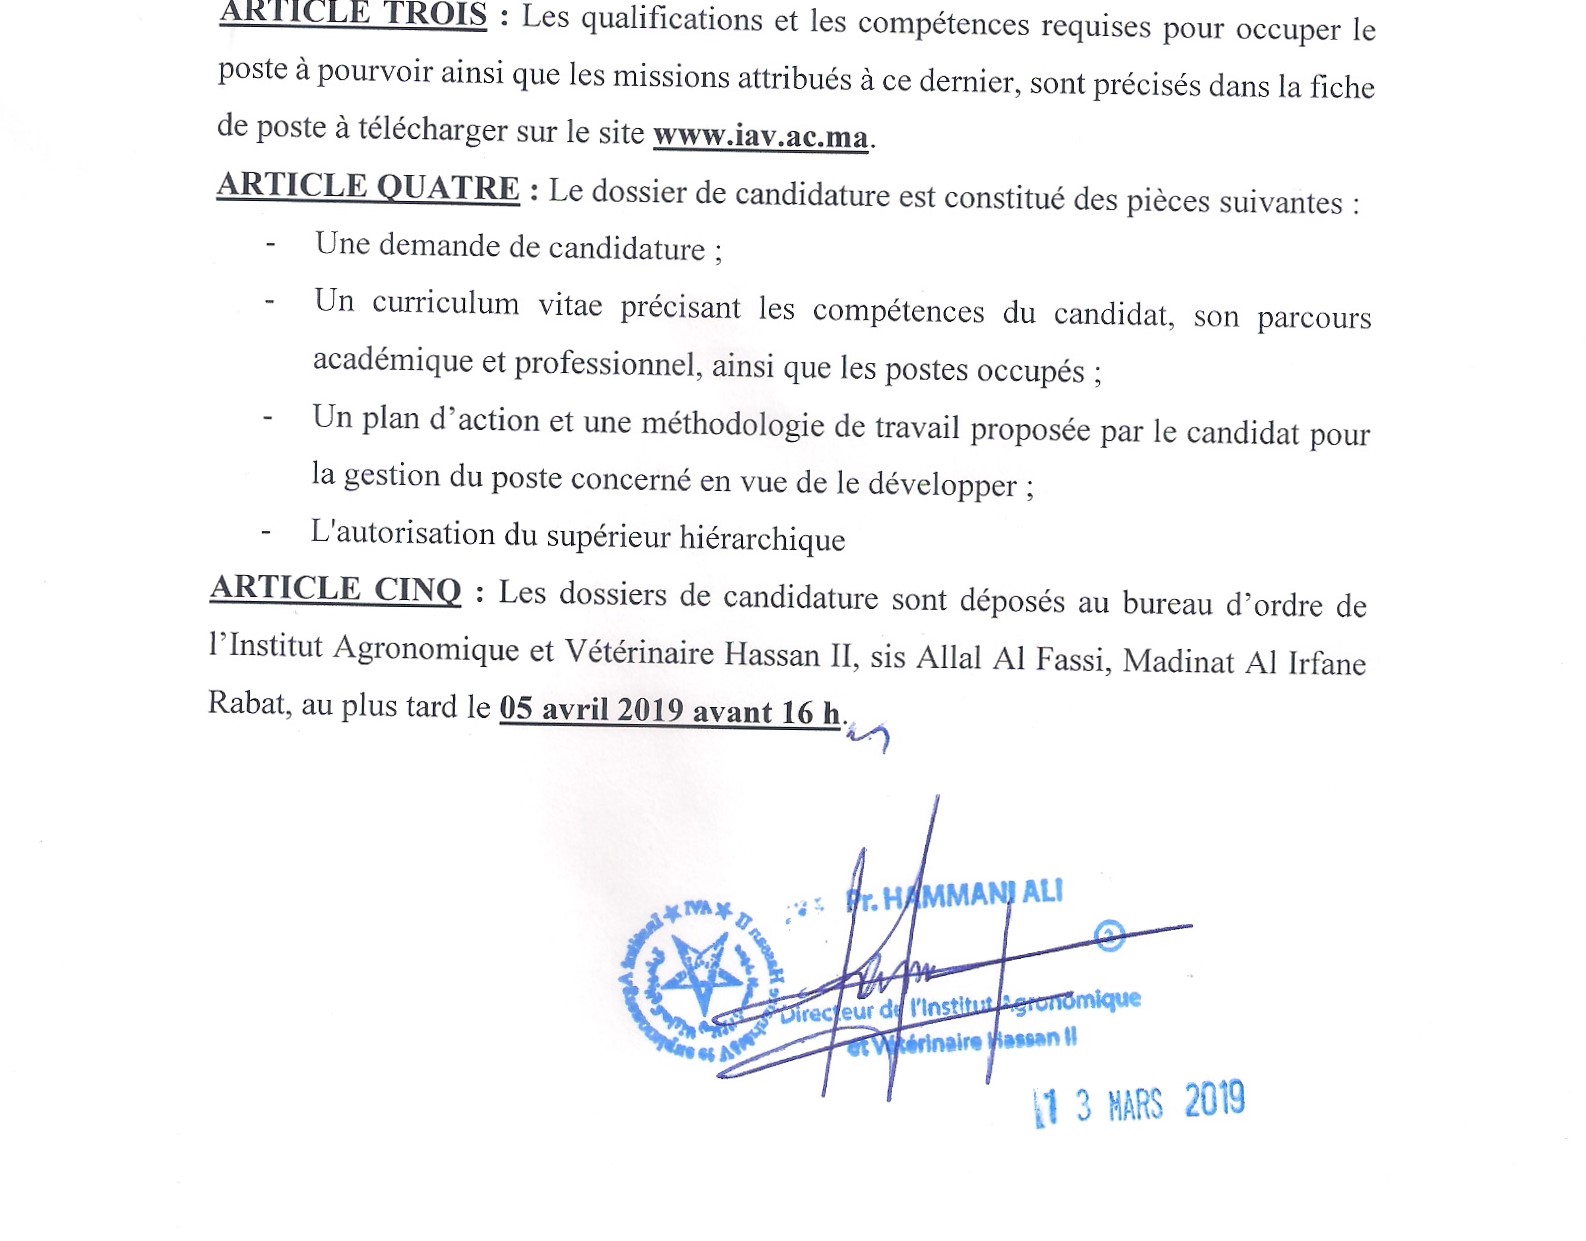 ARTICLE TROIS : Les qualifications et les compétences requises pour occuper le
poste à pourvoir ainsi que les missions attribués à ce dernier, sont précisés dans la fiche
de poste à télécharger sur le site www.iav.ac.ma.
ARTICLE QUATRE : Le dossier de candidature est constitué des pièces suivantes :
- Une demande de candidature ;
- Un curriculum vitae précisant les compétences du candidat, son parcours
académique et professionnel, ainsi que les postes occupés ;
- Un plan d’action et une méthodologie de travail proposée par le candidat pour
la gestion du poste concerné en vue de le développer ;
- L'autorisation du supérieur hiérarchique
ARTICLE CINQ : Les dossiers de candidature sont déposés au bureau d’ordre de
l’Institut Agronomique et Vétérinaire Hassan II, sis Allal Al Fassi, Madinat Al Irfane
Rabat, au plus tard le 05 avril 2019 avant 16 h.
Pr. HAMMANI ALI
2
Directeur de l'Institut Agronomique
et Vétérinaire Hassan II
Hassan II
IVA
13 MARS 2019